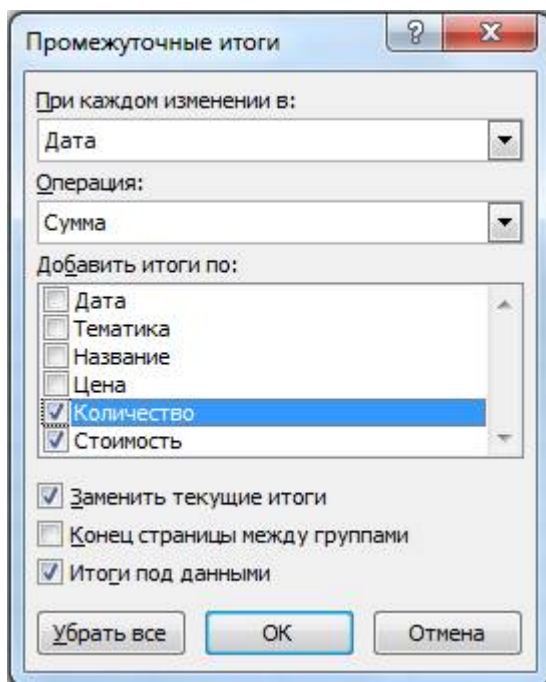 Промежуточные итоги
При каждом изменении в:
Дата
Операция:
Сумма
Добавить итоги по:
Дата
Тематика
Название
Цена
Количество
Стоимость
Заменить текущие итоги
Конец страницы между группами
Итоги под данными
Убрать все ОК Отмена